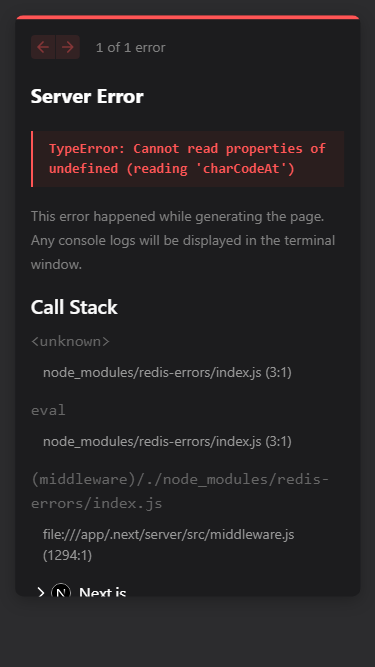 1 of 1 error
Server Error
TypeError: Cannot read properties of
undefined (reading 'charCodeAt')
This error happened while generating the page.
Any console logs will be displayed in the terminal
window.
Call Stack
<unknown>
node_modules/redis-errors/index.js (3:1)
eval
node_modules/redis-errors/index.js (3:1)
(middleware)/./node_modules/redis-
errors/index.js
file:///app/.next/server/src/middleware.js
(1294:1)
N Next.js